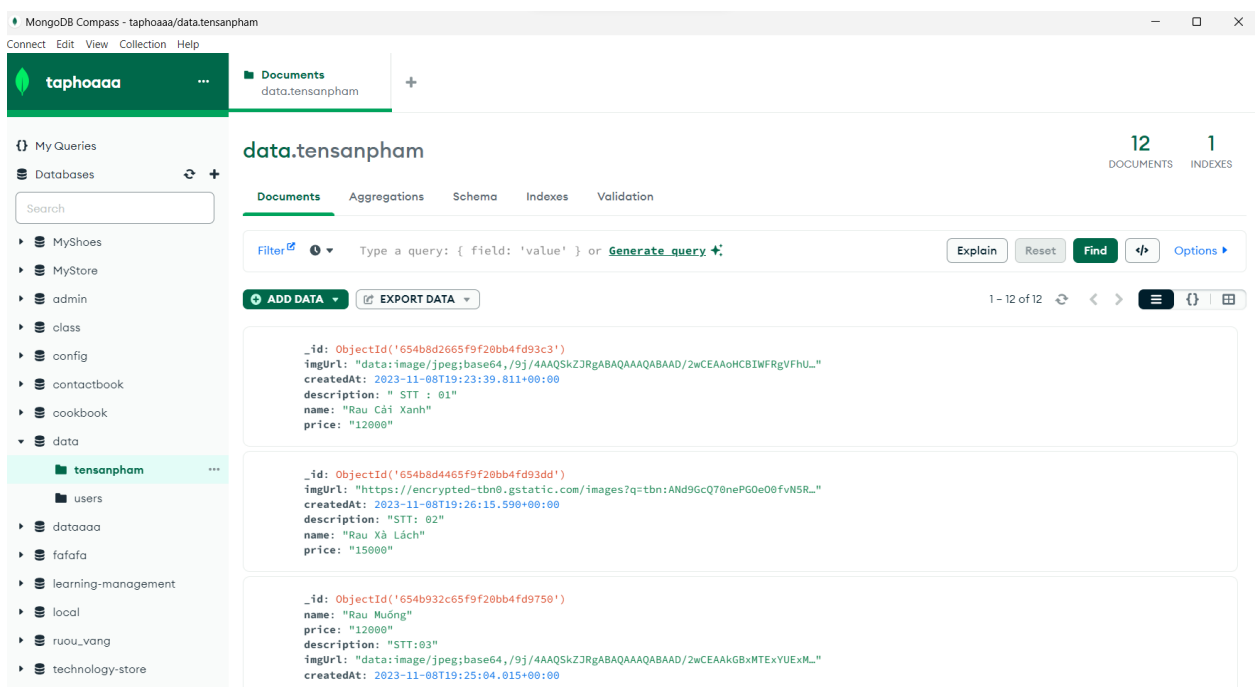 MongoDB Compass - taphoaaa/data.tensanpham
Connect Edit View Collection Help
taphoaaa ...
Documents
data.tensanpham
My Queries
Databases
Search
MyShoes
MyStore
admin
class
config
contactbook
cookbook
data
tensanpham ...
users
dataaaa
fafafa
learning-management
local
ruou_vang
technology-store
data.tensanpham
12
DOCUMENTS
1
INDEXES
Documents Aggregations Schema Indexes Validation
Filter Type a query: { field: 'value' } or Generate query Explain Reset Find </> Options
ADD DATA EXPORT DATA 1 – 12 of 12 {}
_id: ObjectId('654b8d2665f9f20bb4fd93c3')
imgUrl: "data:image/jpeg;base64,/9j/4AAQSkZJRgABAQAAAQABAAD/2wCEAAoHCBIWFRgVFhU…"
createdAt: 2023-11-08T19:23:39.811+00:00
description: " STT : 01"
name: "Rau Cải Xanh"
price: "12000"
_id: ObjectId('654b8d4465f9f20bb4fd93dd')
imgUrl: "https://encrypted-tbn0.gstatic.com/images?q=tbn:ANd9GcQ70nePGOeO0fvN5R…"
createdAt: 2023-11-08T19:26:15.590+00:00
description: "STT: 02"
name: "Rau Xà Lách"
price: "15000"
_id: ObjectId('654b932c65f9f20bb4fd9750')
name: "Rau Muống"
price: "12000"
description: "STT:03"
imgUrl: "data:image/jpeg;base64,/9j/4AAQSkZJRgABAQAAAQABAAD/2wCEAAkGBxMTExYUExM…"
createdAt: 2023-11-08T19:25:04.015+00:00